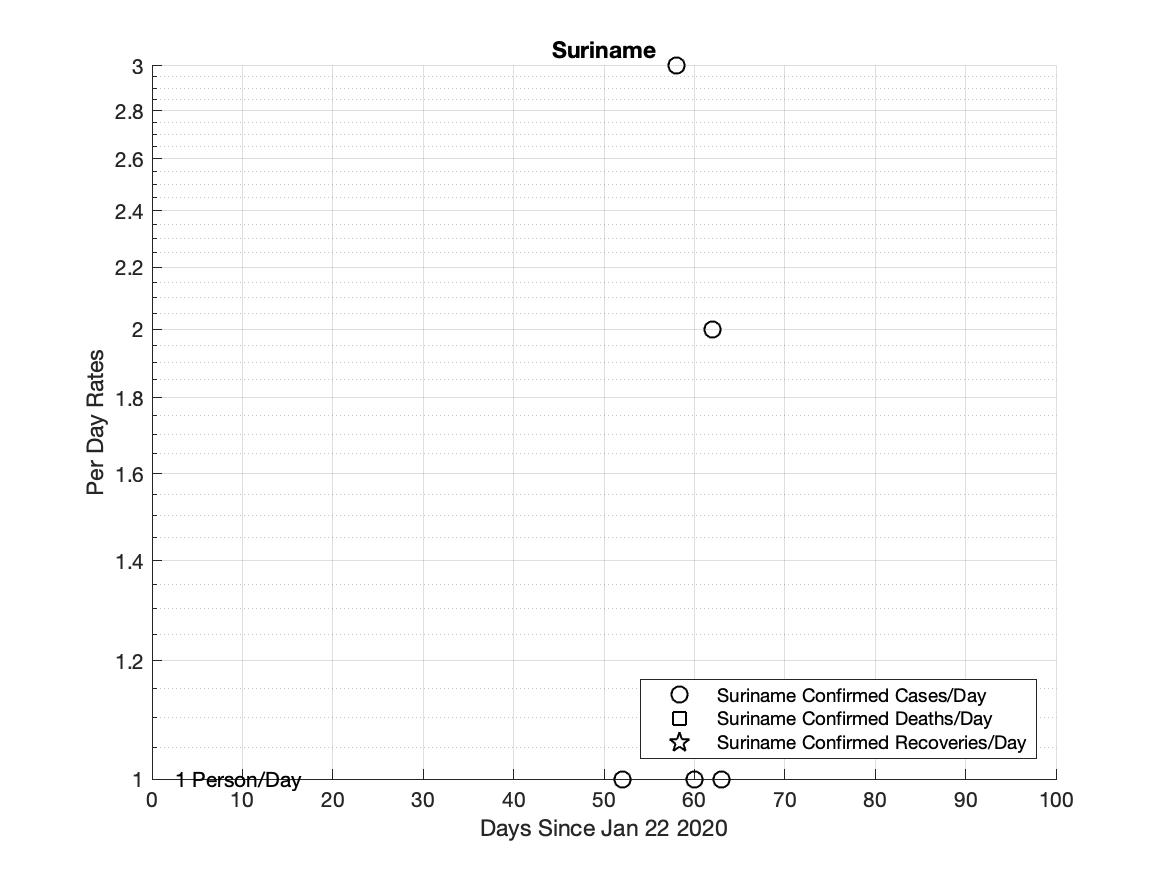 Suriname
3
2.8
2.6
2.4
2.2
2
1.8
1.6
1.4
1.2
1
Per Day Rates
Suriname Confirmed Cases/Day
Suriname Confirmed Deaths/Day
Suriname Confirmed Recoveries/Day
1 Person/Day
0 10 20 30 40 50 60 70 80 90 100
Days Since Jan 22 2020